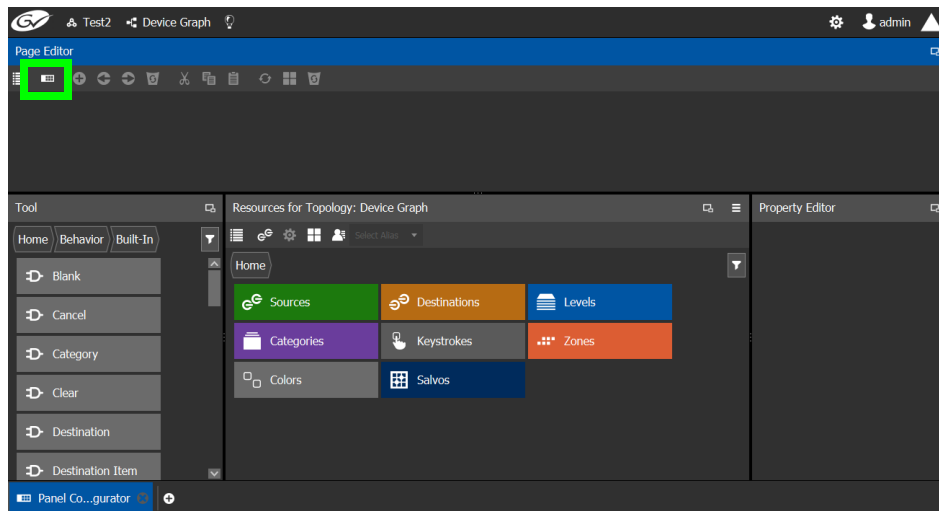 GV Test2 Device Graph admin
Page Editor
Tool
Home Behavior Built-In
Blank
Cancel
Category
Clear
Destination
Destination Item
Resources for Topology: Device Graph
Select Alias
Home
Sources Destinations Levels
Categories Keystrokes Zones
Colors Salvos
Property Editor
Panel Co...gurator